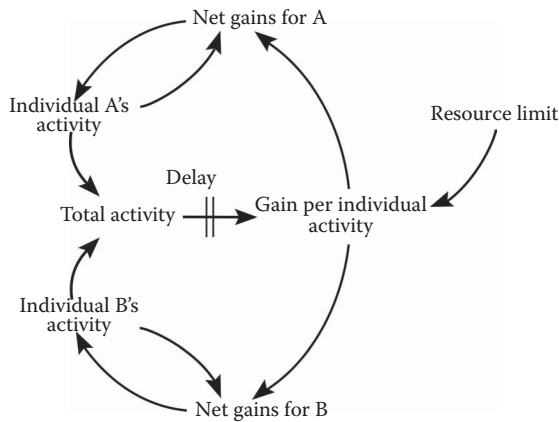 Net gains for A
Individual A's
activity
Resource limit
Delay
Total activity
Gain per individual
activity
Individual B's
activity
Net gains for B